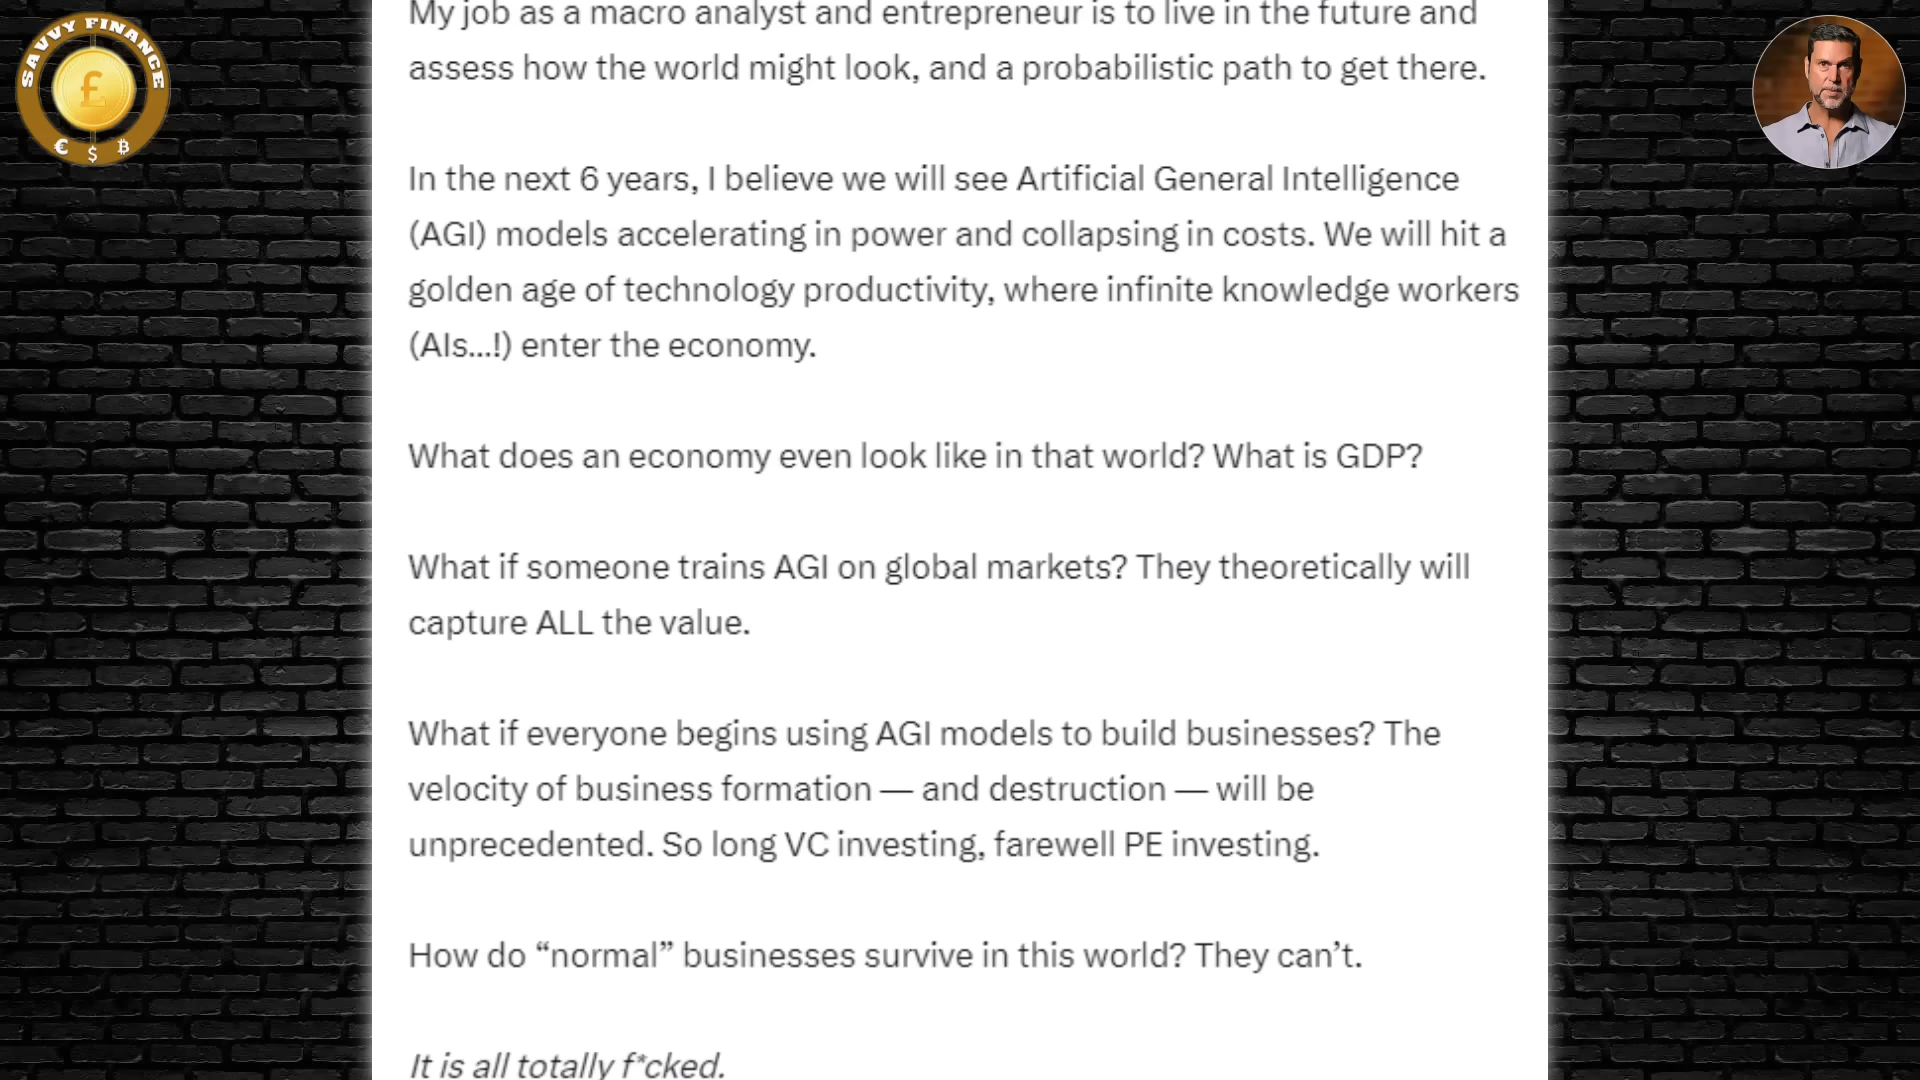 SAVVY FINANCE
£
€ $ ₿
My job as a macro analyst and entrepreneur is to live in the future and
assess how the world might look, and a probabilistic path to get there.
In the next 6 years, I believe we will see Artificial General Intelligence
(AGI) models accelerating in power and collapsing in costs. We will hit a
golden age of technology productivity, where infinite knowledge workers
(AIs...!) enter the economy.
What does an economy even look like in that world? What is GDP?
What if someone trains AGI on global markets? They theoretically will
capture ALL the value.
What if everyone begins using AGI models to build businesses? The
velocity of business formation — and destruction — will be
unprecedented. So long VC investing, farewell PE investing.
How do “normal” businesses survive in this world? They can’t.
It is all totally f*cked.